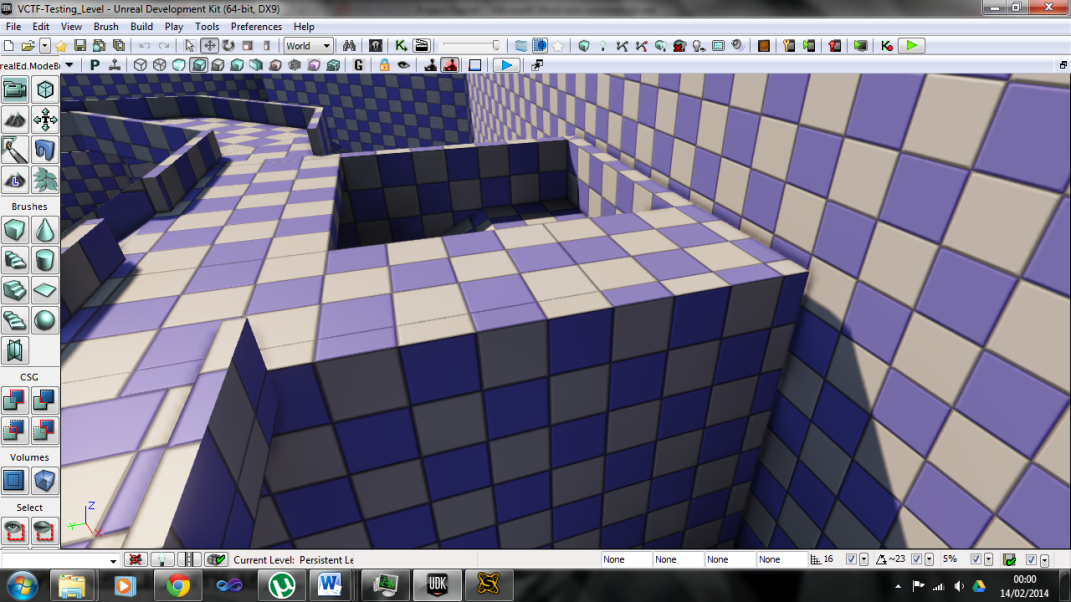 VCTF-Testing_Level - Unreal Development Kit (64-bit, DX9)
File Edit View Brush Build Play Tools Preferences Help
World
realEd.ModeB
P
G
Brushes
CSG
Volumes
Select
Z
Current Level: Persistent Le
None None None None 16 ~23 5%
W
UDK
00:00
14/02/2014